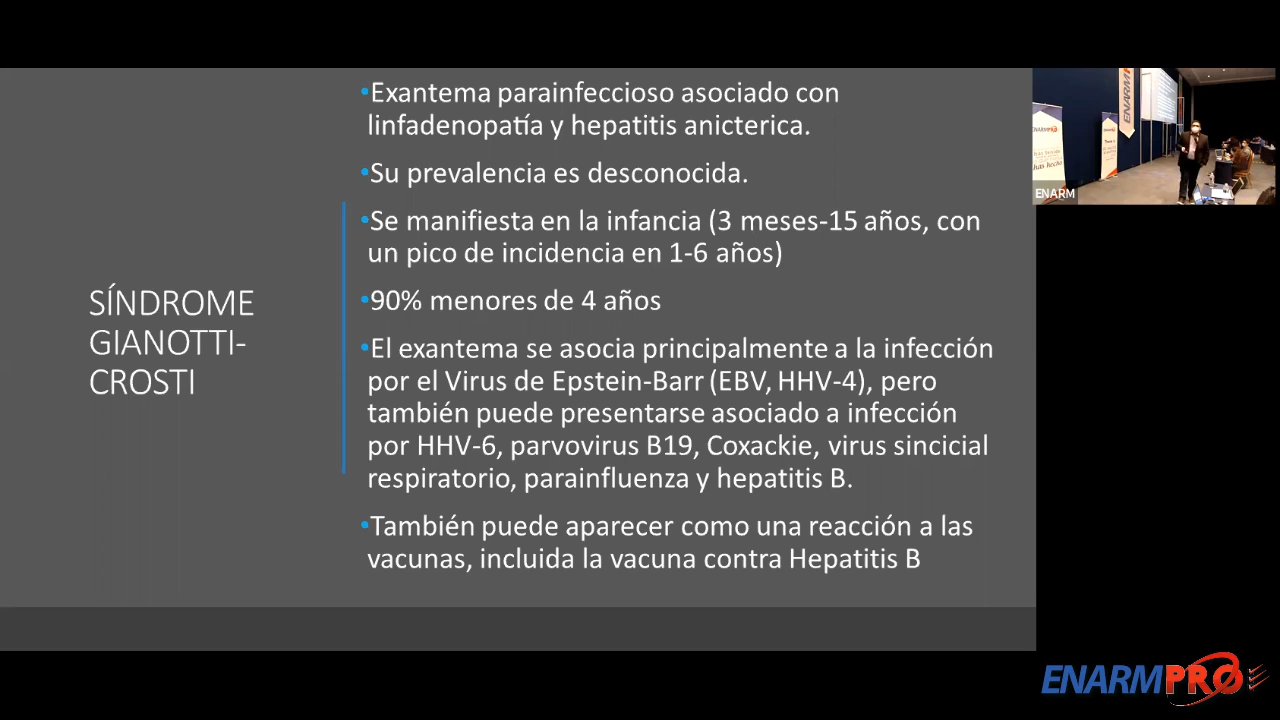 •Exantema parainfeccioso asociado con
linfadenopatía y hepatitis anicterica.
•Su prevalencia es desconocida.
•Se manifiesta en la infancia (3 meses-15 años, con
un pico de incidencia en 1-6 años)
•90% menores de 4 años
•El exantema se asocia principalmente a la infección
por el Virus de Epstein-Barr (EBV, HHV-4), pero
también puede presentarse asociado a infección
por HHV-6, parvovirus B19, Coxackie, virus sincicial
respiratorio, parainfluenza y hepatitis B.
•También puede aparecer como una reacción a las
vacunas, incluida la vacuna contra Hepatitis B
SÍNDROME
GIANOTTI-
CROSTI
ENARM
ENARMPRO